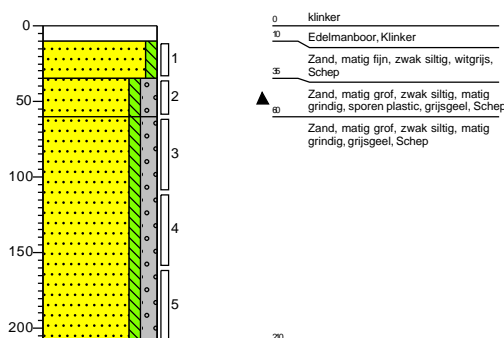 0
50
100
150
200
1
2
3
4
5
0 klinker
10 Edelmanboor, Klinker
Zand, matig fijn, zwak siltig, witgrijs,
Schep
35
Zand, matig grof, zwak siltig, matig
grindig, sporen plastic, grijsgeel, Schep
60
Zand, matig grof, zwak siltig, matig
grindig, grijsgeel, Schep